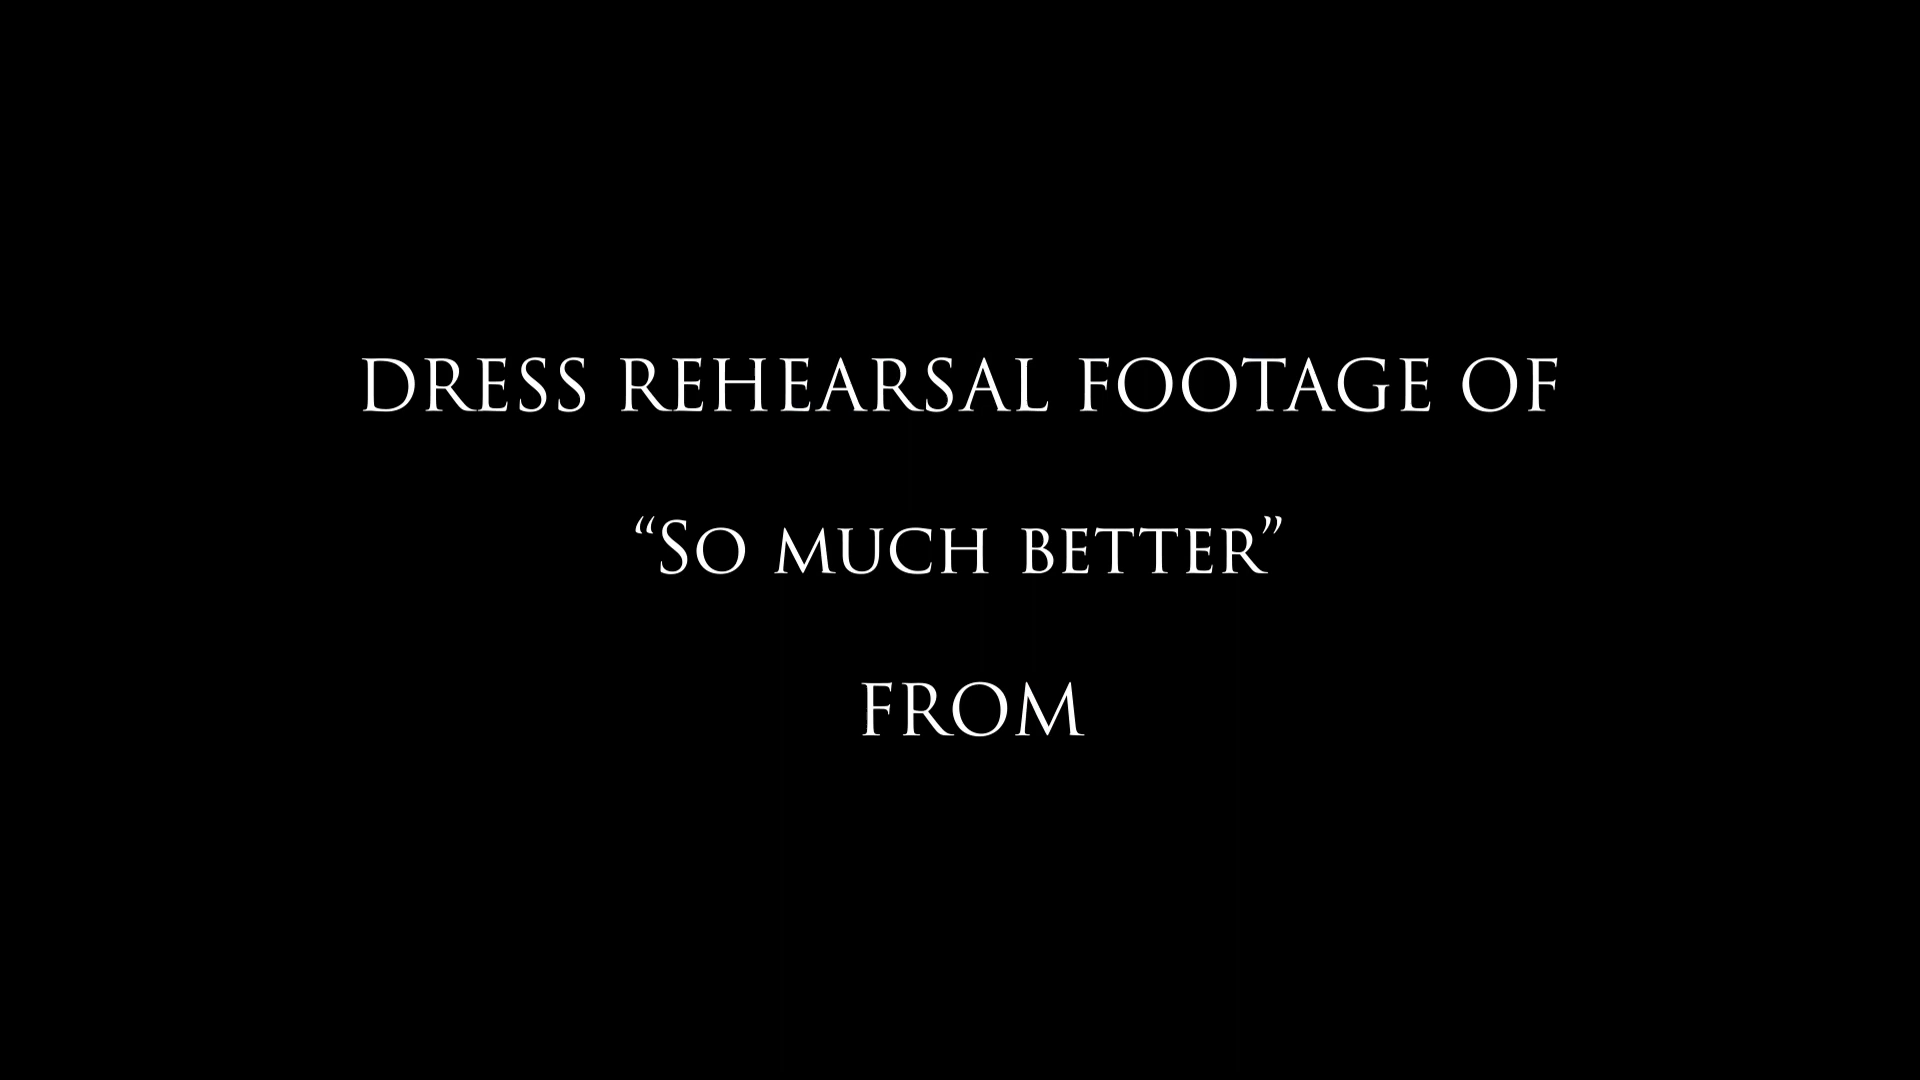 DRESS REHEARSAL FOOTAGE OF
“SO MUCH BETTER”
FROM